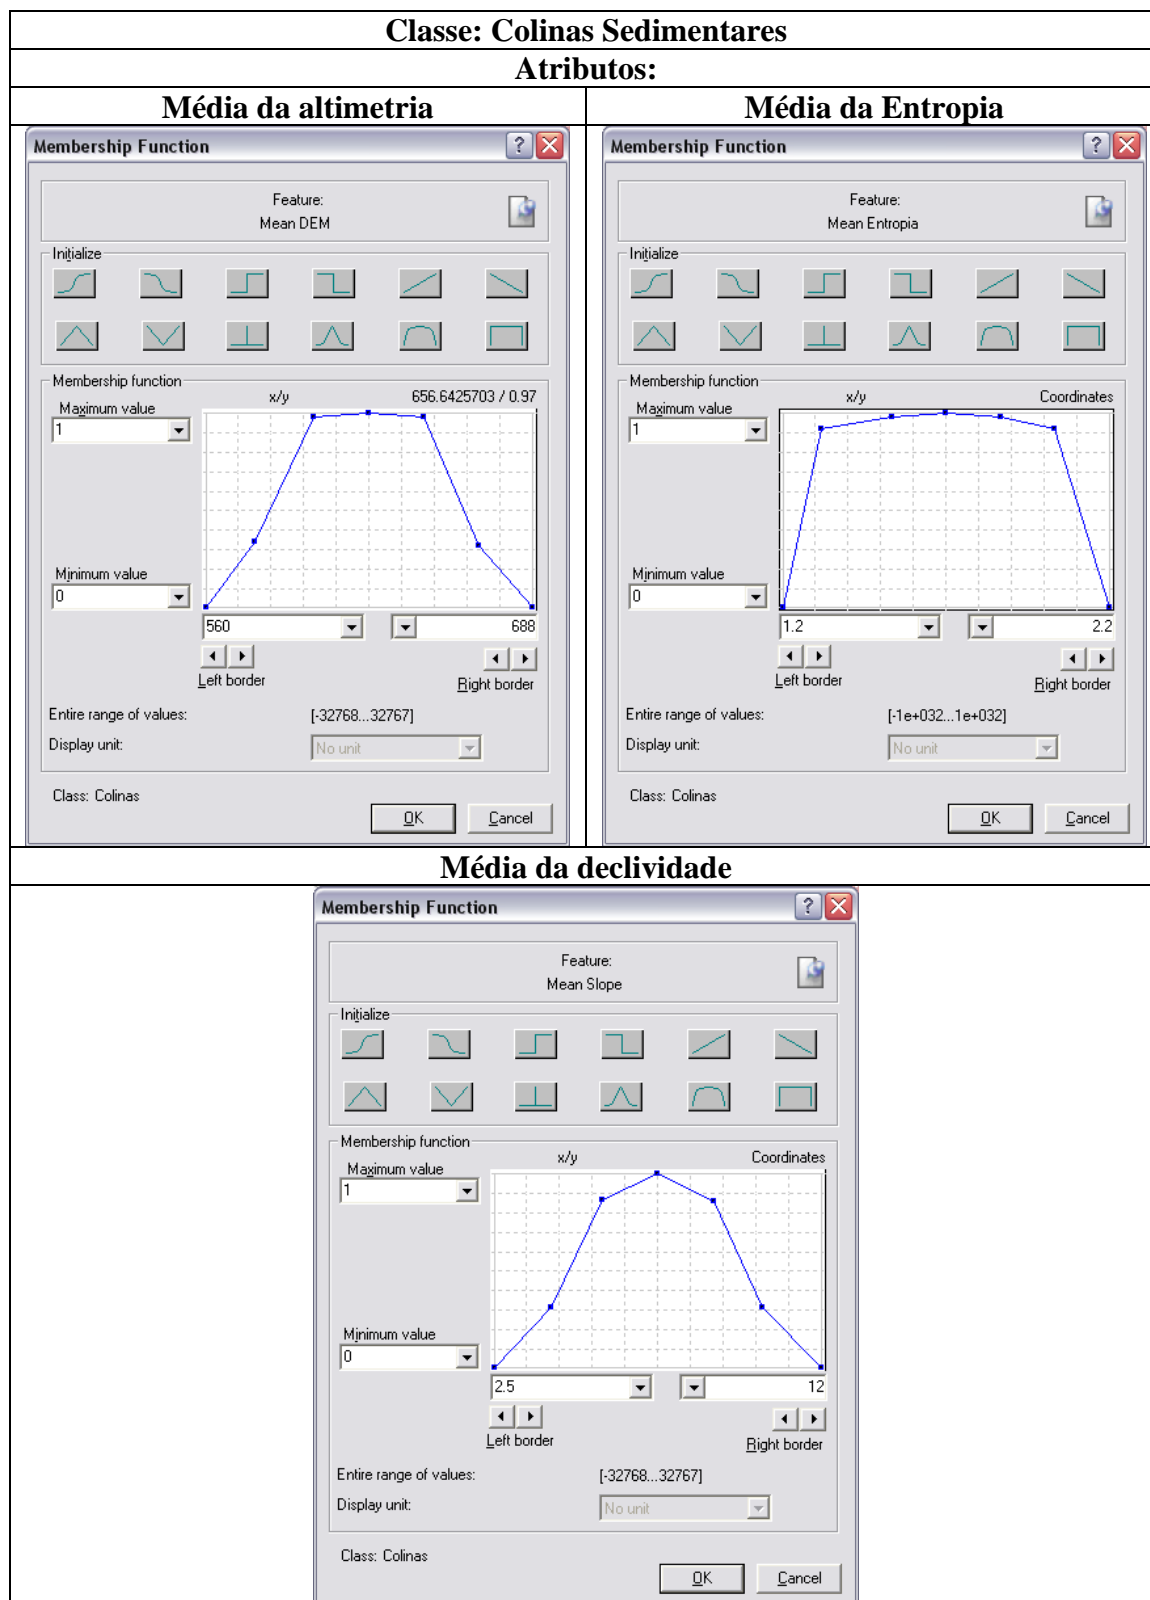 Classe: Colinas Sedimentares
Atributos:
Média da altimetria
Média da Entropia
Membership Function
Feature:
Mean DEM
Initialize
Membership function
x/y
656.6425703 / 0.97
Maximum value
1
Minimum value
0
560
688
Left border
Right border
Entire range of values:
[-32768...32767]
Display unit:
No unit
Class: Colinas
OK
Cancel
Membership Function
Feature:
Mean Entropia
Initialize
Membership function
x/y
Coordinates
Maximum value
1
Minimum value
0
1.2
2.2
Left border
Right border
Entire range of values:
[-1e+032...1e+032]
Display unit:
No unit
Class: Colinas
OK
Cancel
Média da declividade
Membership Function
Feature:
Mean Slope
Initialize
Membership function
x/y
Coordinates
Maximum value
1
Minimum value
0
2.5
12
Left border
Right border
Entire range of values:
[-32768...32767]
Display unit:
No unit
Class: Colinas
OK
Cancel